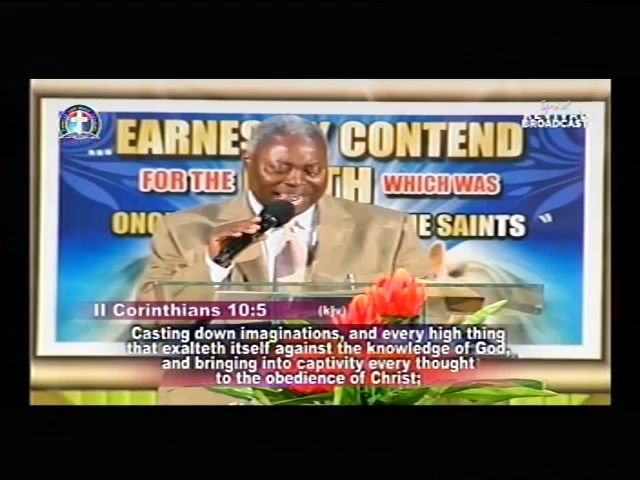 ... EARNES Y CONTEND
FOR THE TH WHICH WAS
ONC E SAINTS "
BROADCAST
II Corinthians 10:5 (kjv)
Casting down imaginations, and every high thing
that exalteth itself against the knowledge of God,
and bringing into captivity every thought
to the obedience of Christ;